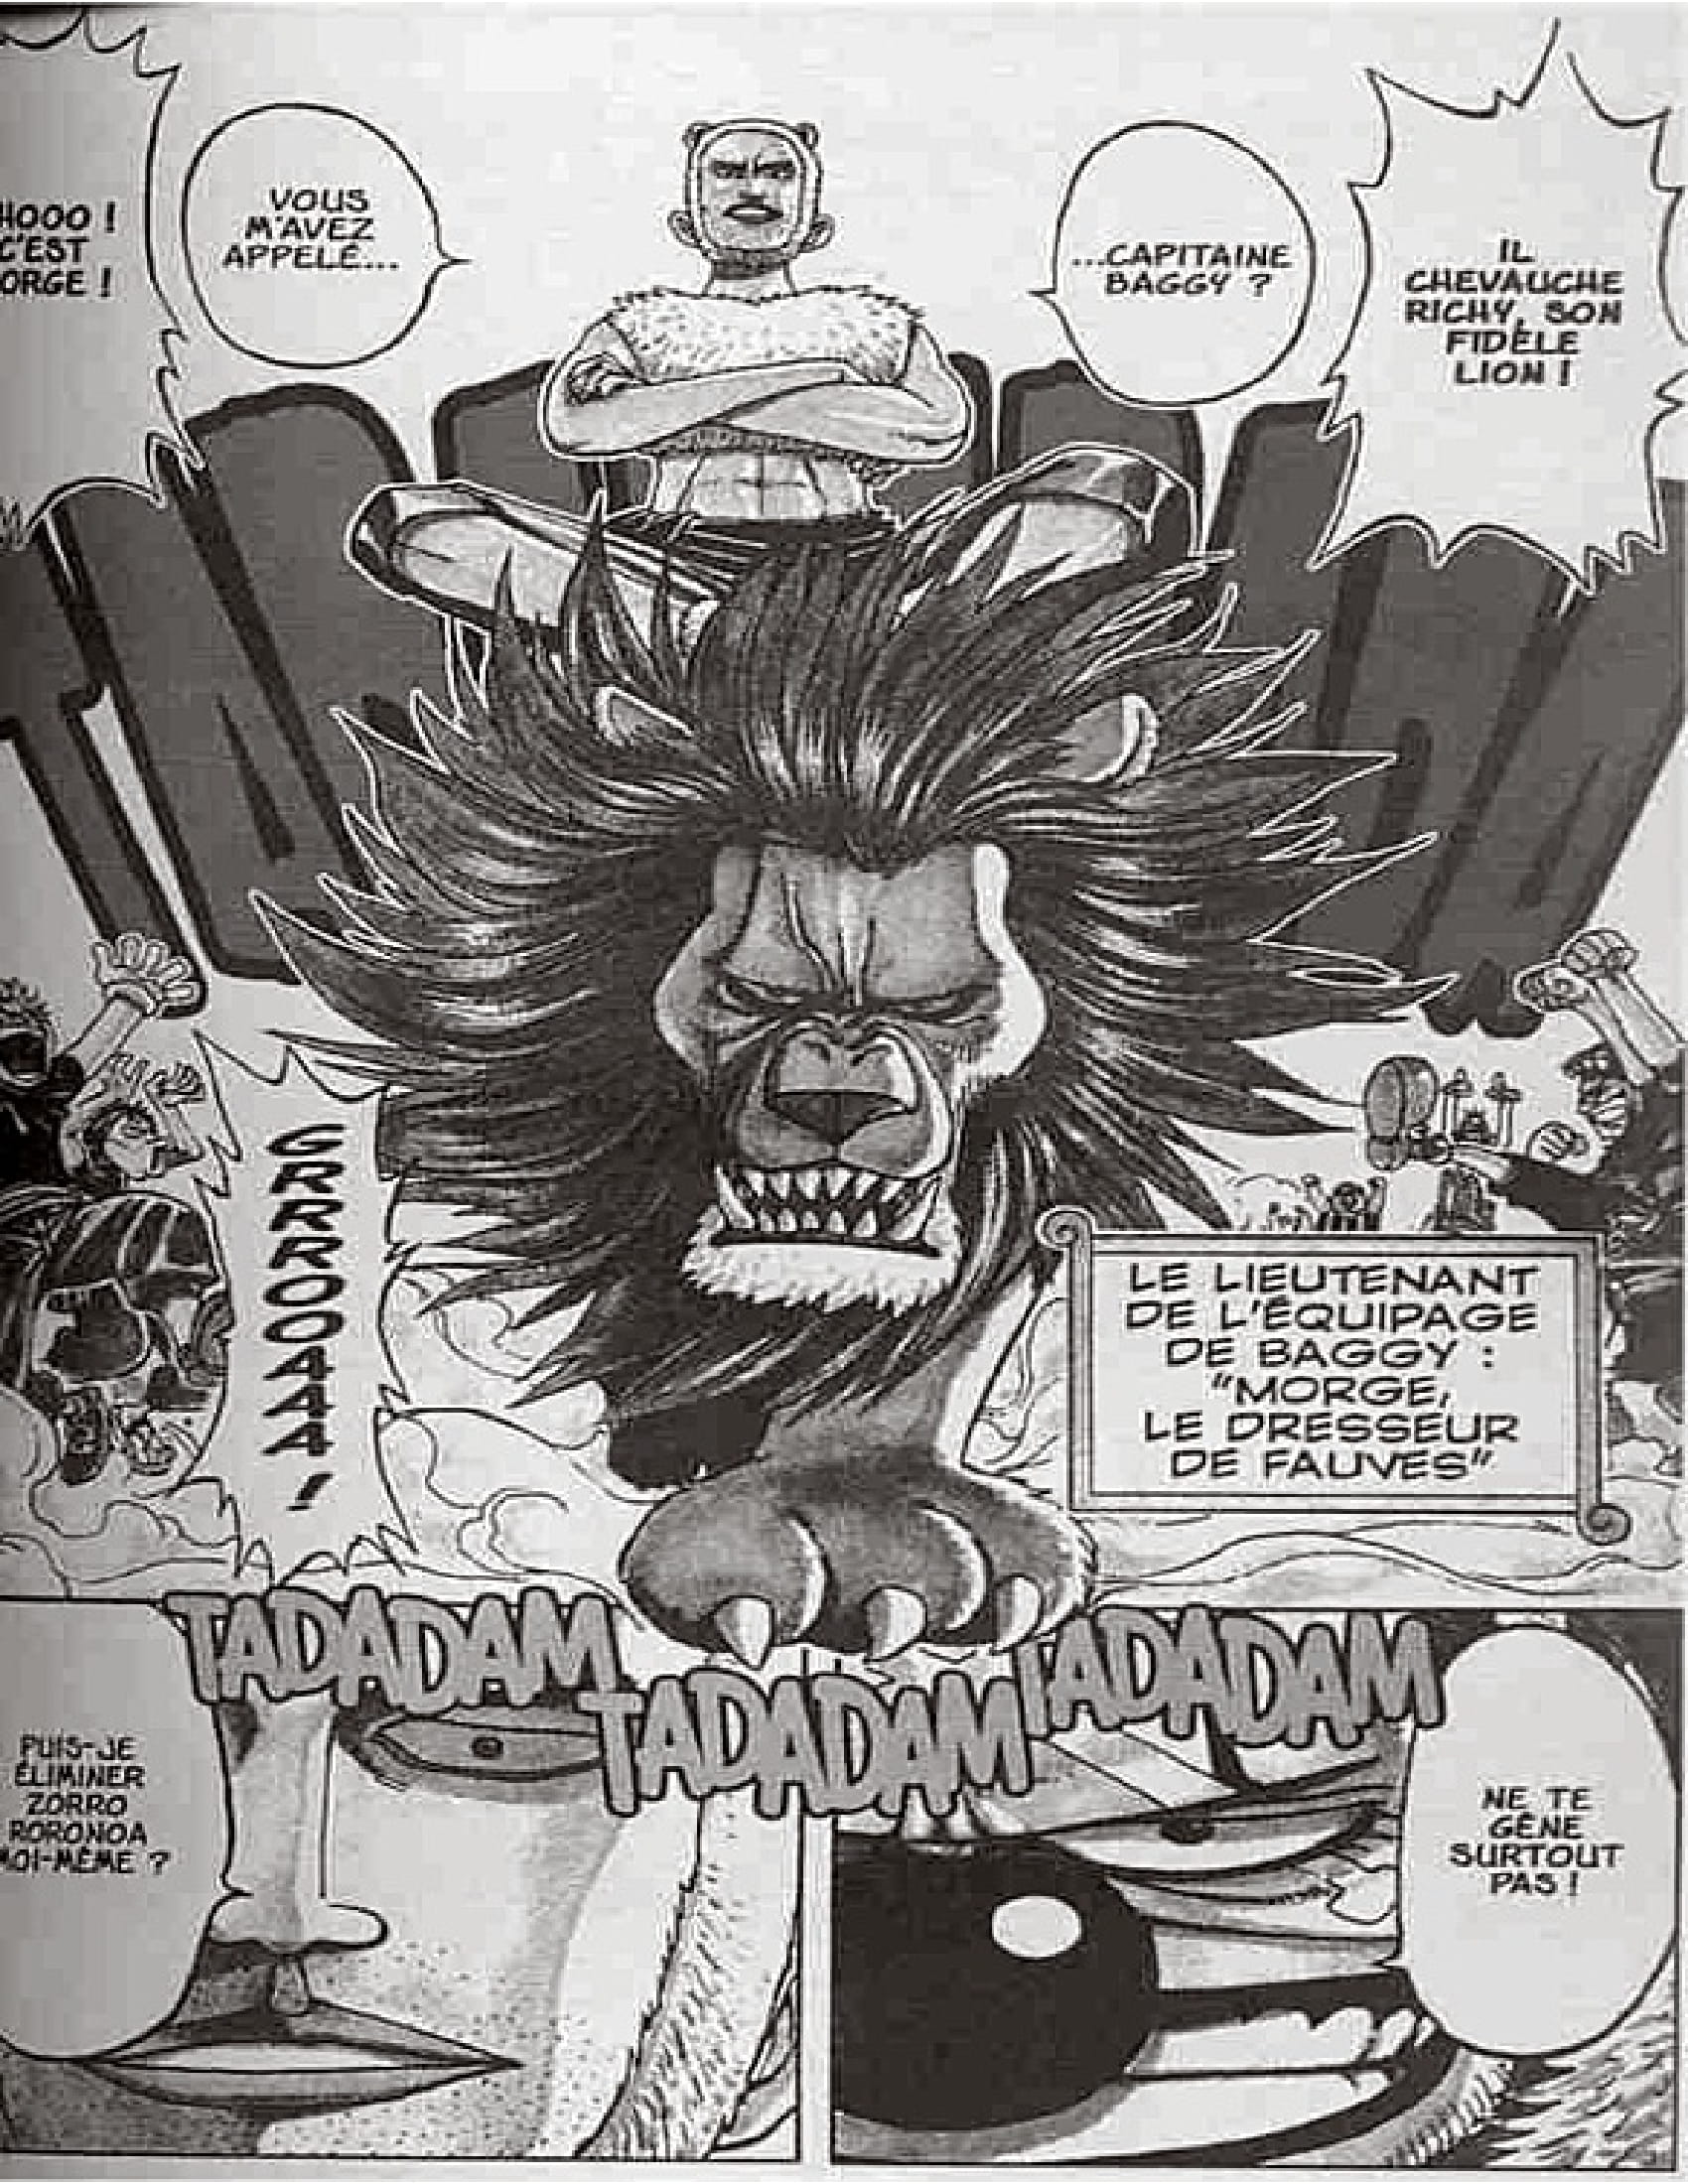 HOOO !
C'EST
ORGE !
VOUS
M'AVEZ
APPELÉ...
...CAPITAINE
BAGGY ?
IL
CHEVAUCHE
RICHY, SON
FIDÈLE
LION !
GRROOAAA!
LE LIEUTENANT
DE L'ÉQUIPAGE
DE BAGGY :
"MORGE,
LE DRESSEUR
DE FAUVES"
TADADAM
TADADAM
TADADAM
PUIS-JE
ÉLIMINER
ZORRO
RORONOA
MOI-MÊME ?
NE TE
GÊNE
SURTOUT
PAS !